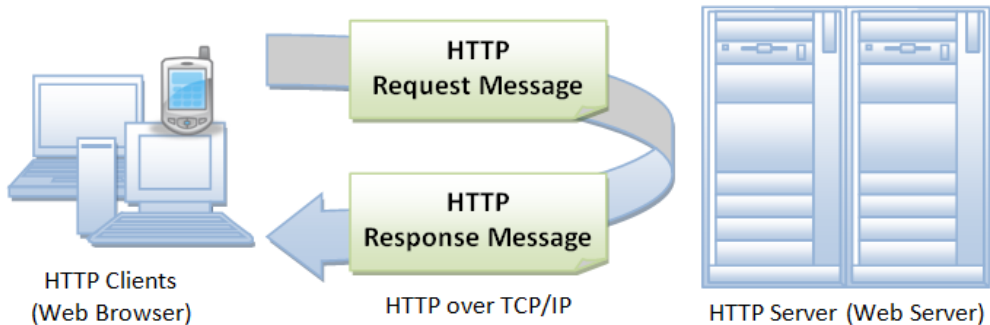 HTTP
Request Message
HTTP
Response Message
HTTP Clients
(Web Browser)
HTTP over TCP/IP
HTTP Server (Web Server)